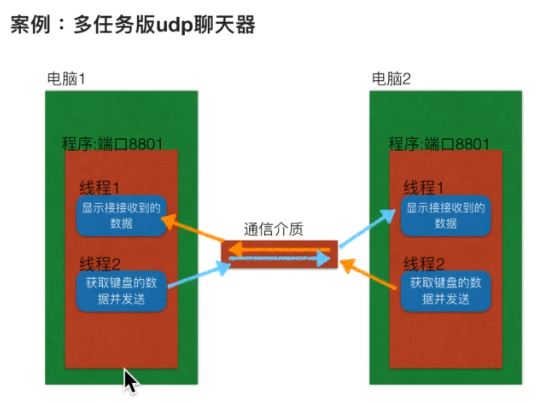 案例：多任务版udp聊天器
电脑1
电脑2
程序:端口8801
程序:端口8801
线程1
线程1
显示接接收到的
数据
显示接接收到的
数据
通信介质
线程2
线程2
获取键盘的数
据并发送
获取键盘的数
据并发送